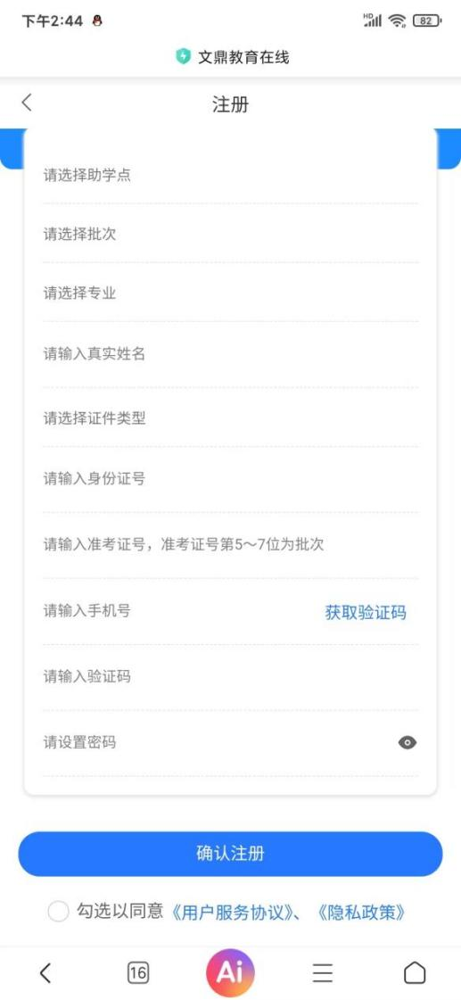 下午2:44
HD
82
文鼎教育在线
注册
请选择助学点
请选择批次
请选择专业
请输入真实姓名
请选择证件类型
请输入身份证号
请输入准考证号，准考证号第5～7位为批次
请输入手机号 获取验证码
请输入验证码
请设置密码
确认注册
勾选以同意《用户服务协议》、《隐私政策》
16
Ai